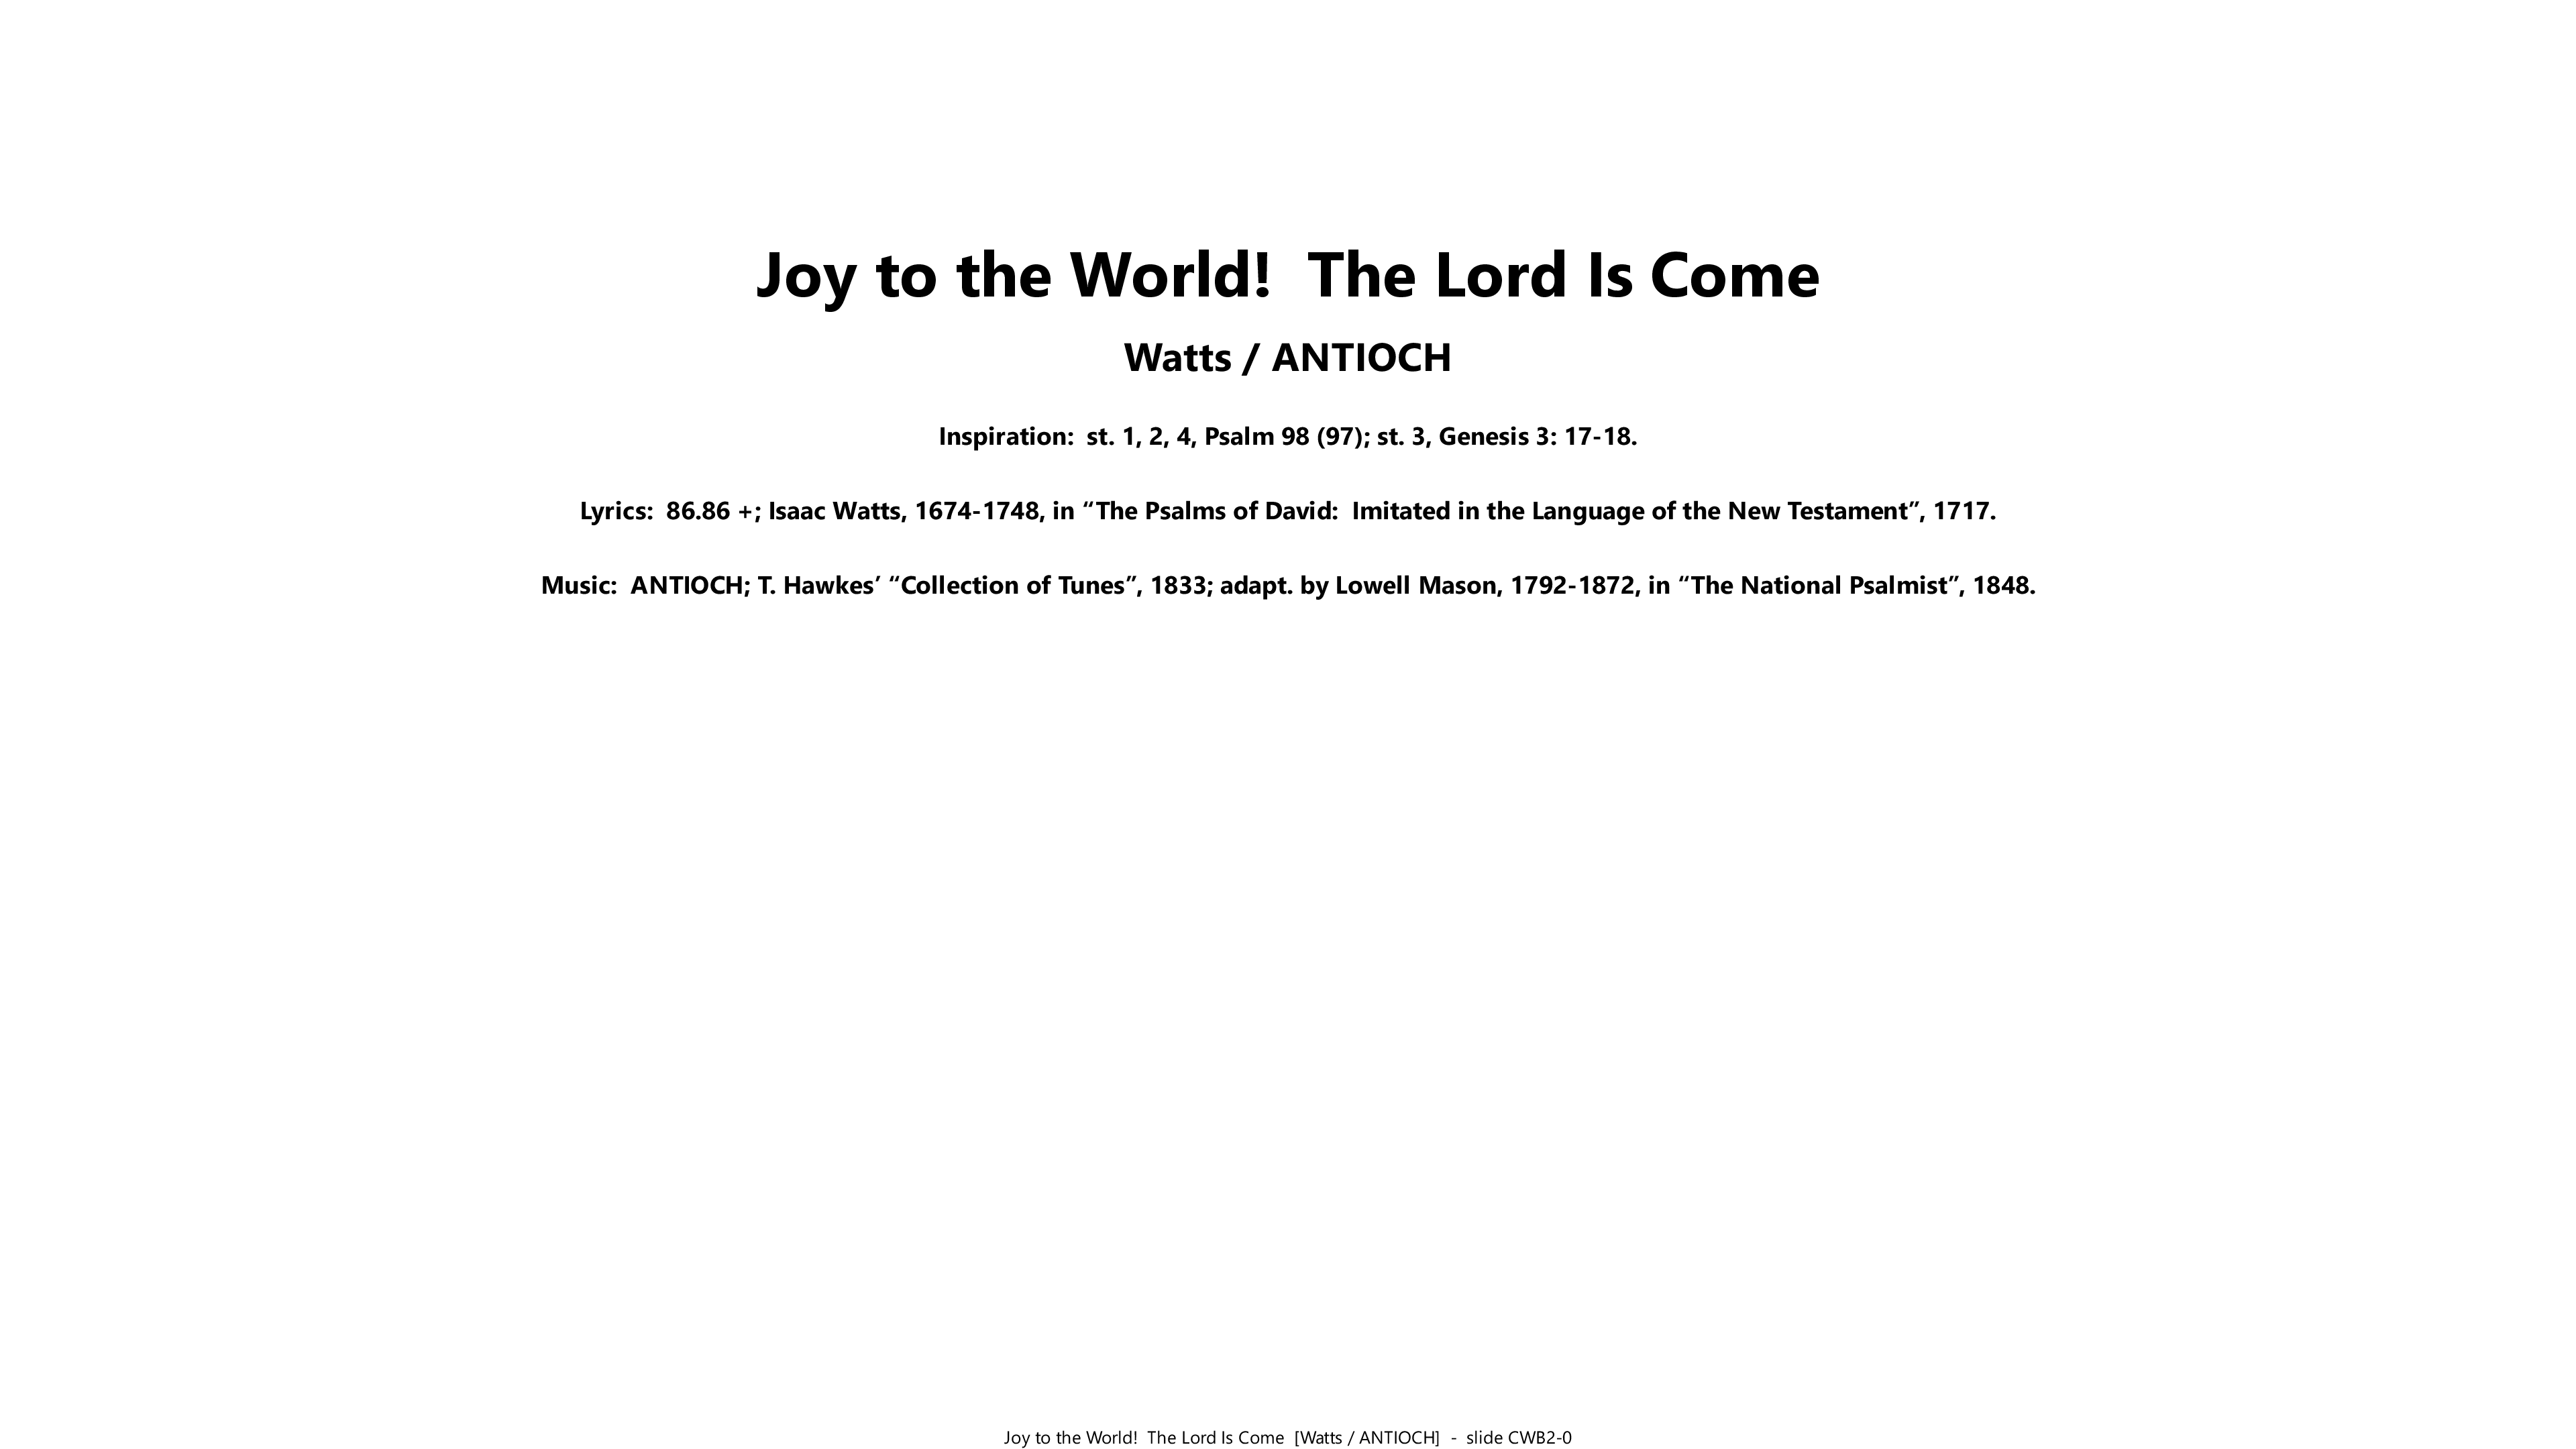 Joy to the World!  The Lord Is Come
Watts / ANTIOCH
Inspiration:  st. 1, 2, 4, Psalm 98 (97); st. 3, Genesis 3: 17-18.
Lyrics:  86.86 +; Isaac Watts, 1674-1748, in “The Psalms of David:  Imitated in the Language of the New Testament”, 1717.
Music:  ANTIOCH; T. Hawkes’ “Collection of Tunes”, 1833; adapt. by Lowell Mason, 1792-1872, in “The National Psalmist”, 1848.
Joy to the World!  The Lord Is Come  [Watts / ANTIOCH]  -  slide CWB2-0